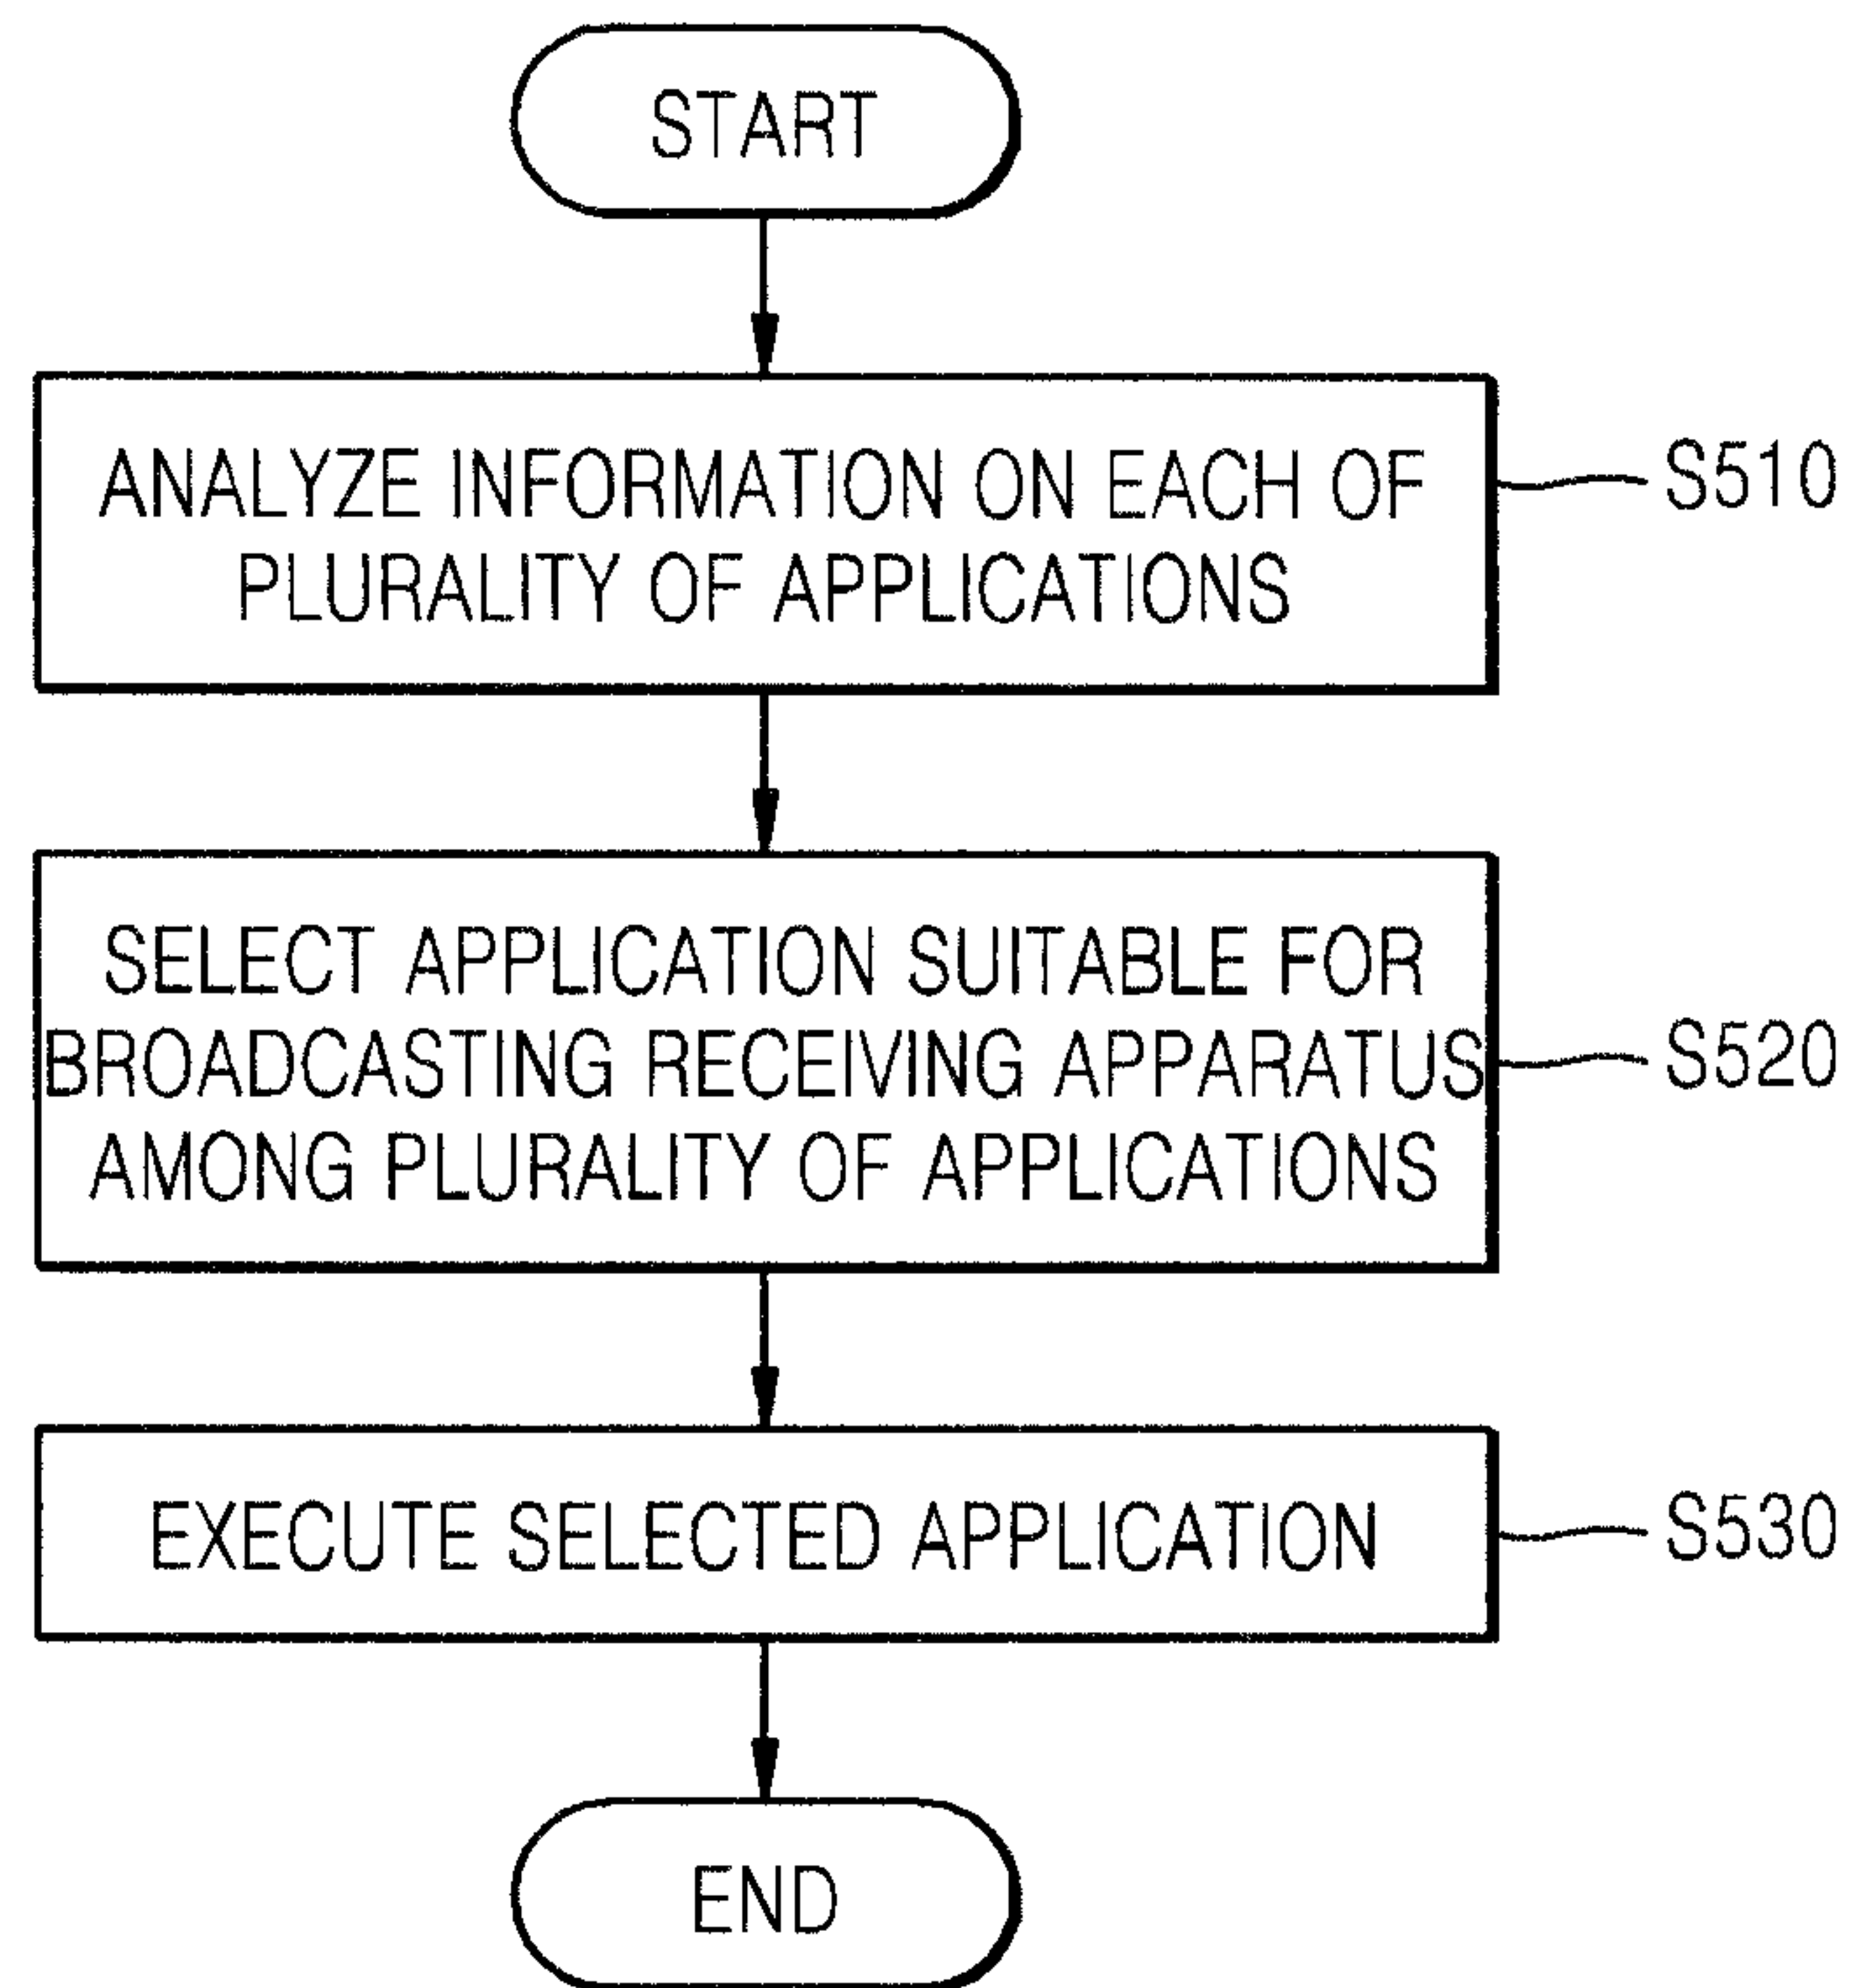 START
ANALYZE INFORMATION ON EACH OF
PLURALITY OF APPLICATIONS
S510
SELECT APPLICATION SUITABLE FOR
BROADCASTING RECEIVING APPARATUS
AMONG PLURALITY OF APPLICATIONS
S520
EXECUTE SELECTED APPLICATION
S530
END